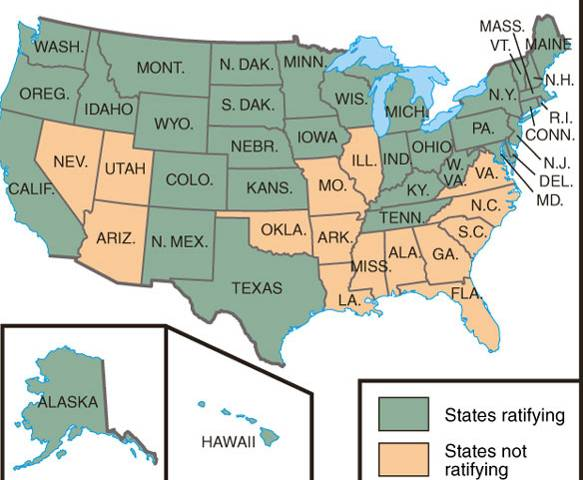 MASS.
VT.
MAINE
WASH.
MONT.
N. DAK.
MINN.
N.H.
OREG.
IDAHO
S. DAK.
WIS.
MICH.
N.Y.
R.I.
CONN.
WYO.
IOWA
PA.
NEBR.
OHIO
NEV.
UTAH
ILL.
IND.
W.
VA.
VA.
N.J.
DEL.
MD.
CALIF.
COLO.
KANS.
MO.
KY.
N.C.
TENN.
ARIZ.
N. MEX.
OKLA.
ARK.
S.C.
MISS.
ALA.
GA.
TEXAS
LA.
FLA.
ALASKA
HAWAII
States ratifying
States not
ratifying